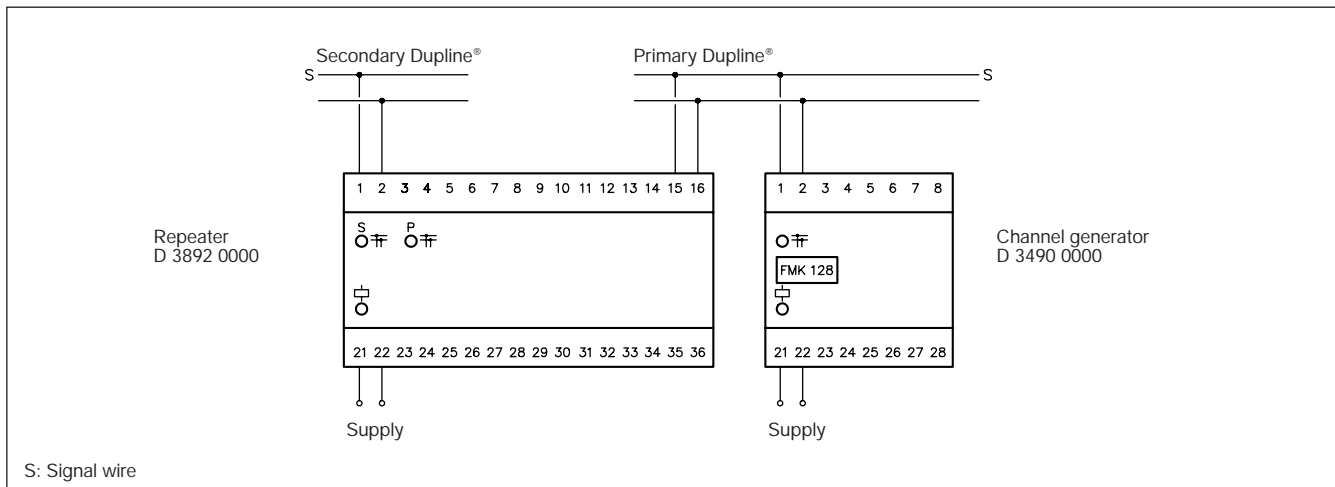 Secondary Dupline®
Primary Dupline®
S
S
1 2 3 4 5 6 7 8 9 10 11 12 13 14 15 16
1 2 3 4 5 6 7 8
Repeater
D 3892 0000
S
P
FMK 128
Channel generator
D 3490 0000
21 22 23 24 25 26 27 28 29 30 31 32 33 34 35 36
21 22 23 24 25 26 27 28
Supply
Supply
S: Signal wire